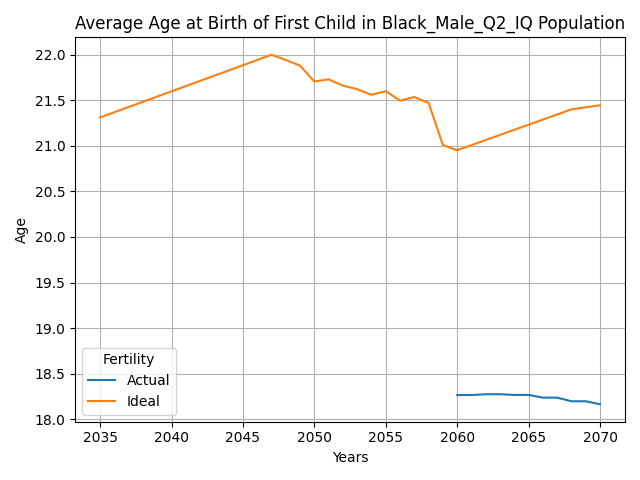 Average Age at Birth of First Child in Black_Male_Q2_IQ Population
22.0
21.5
21.0
20.5
20.0
19.5
19.0
18.5
18.0
Age
Fertility
Actual
Ideal
2035 2040 2045 2050 2055 2060 2065 2070
Years